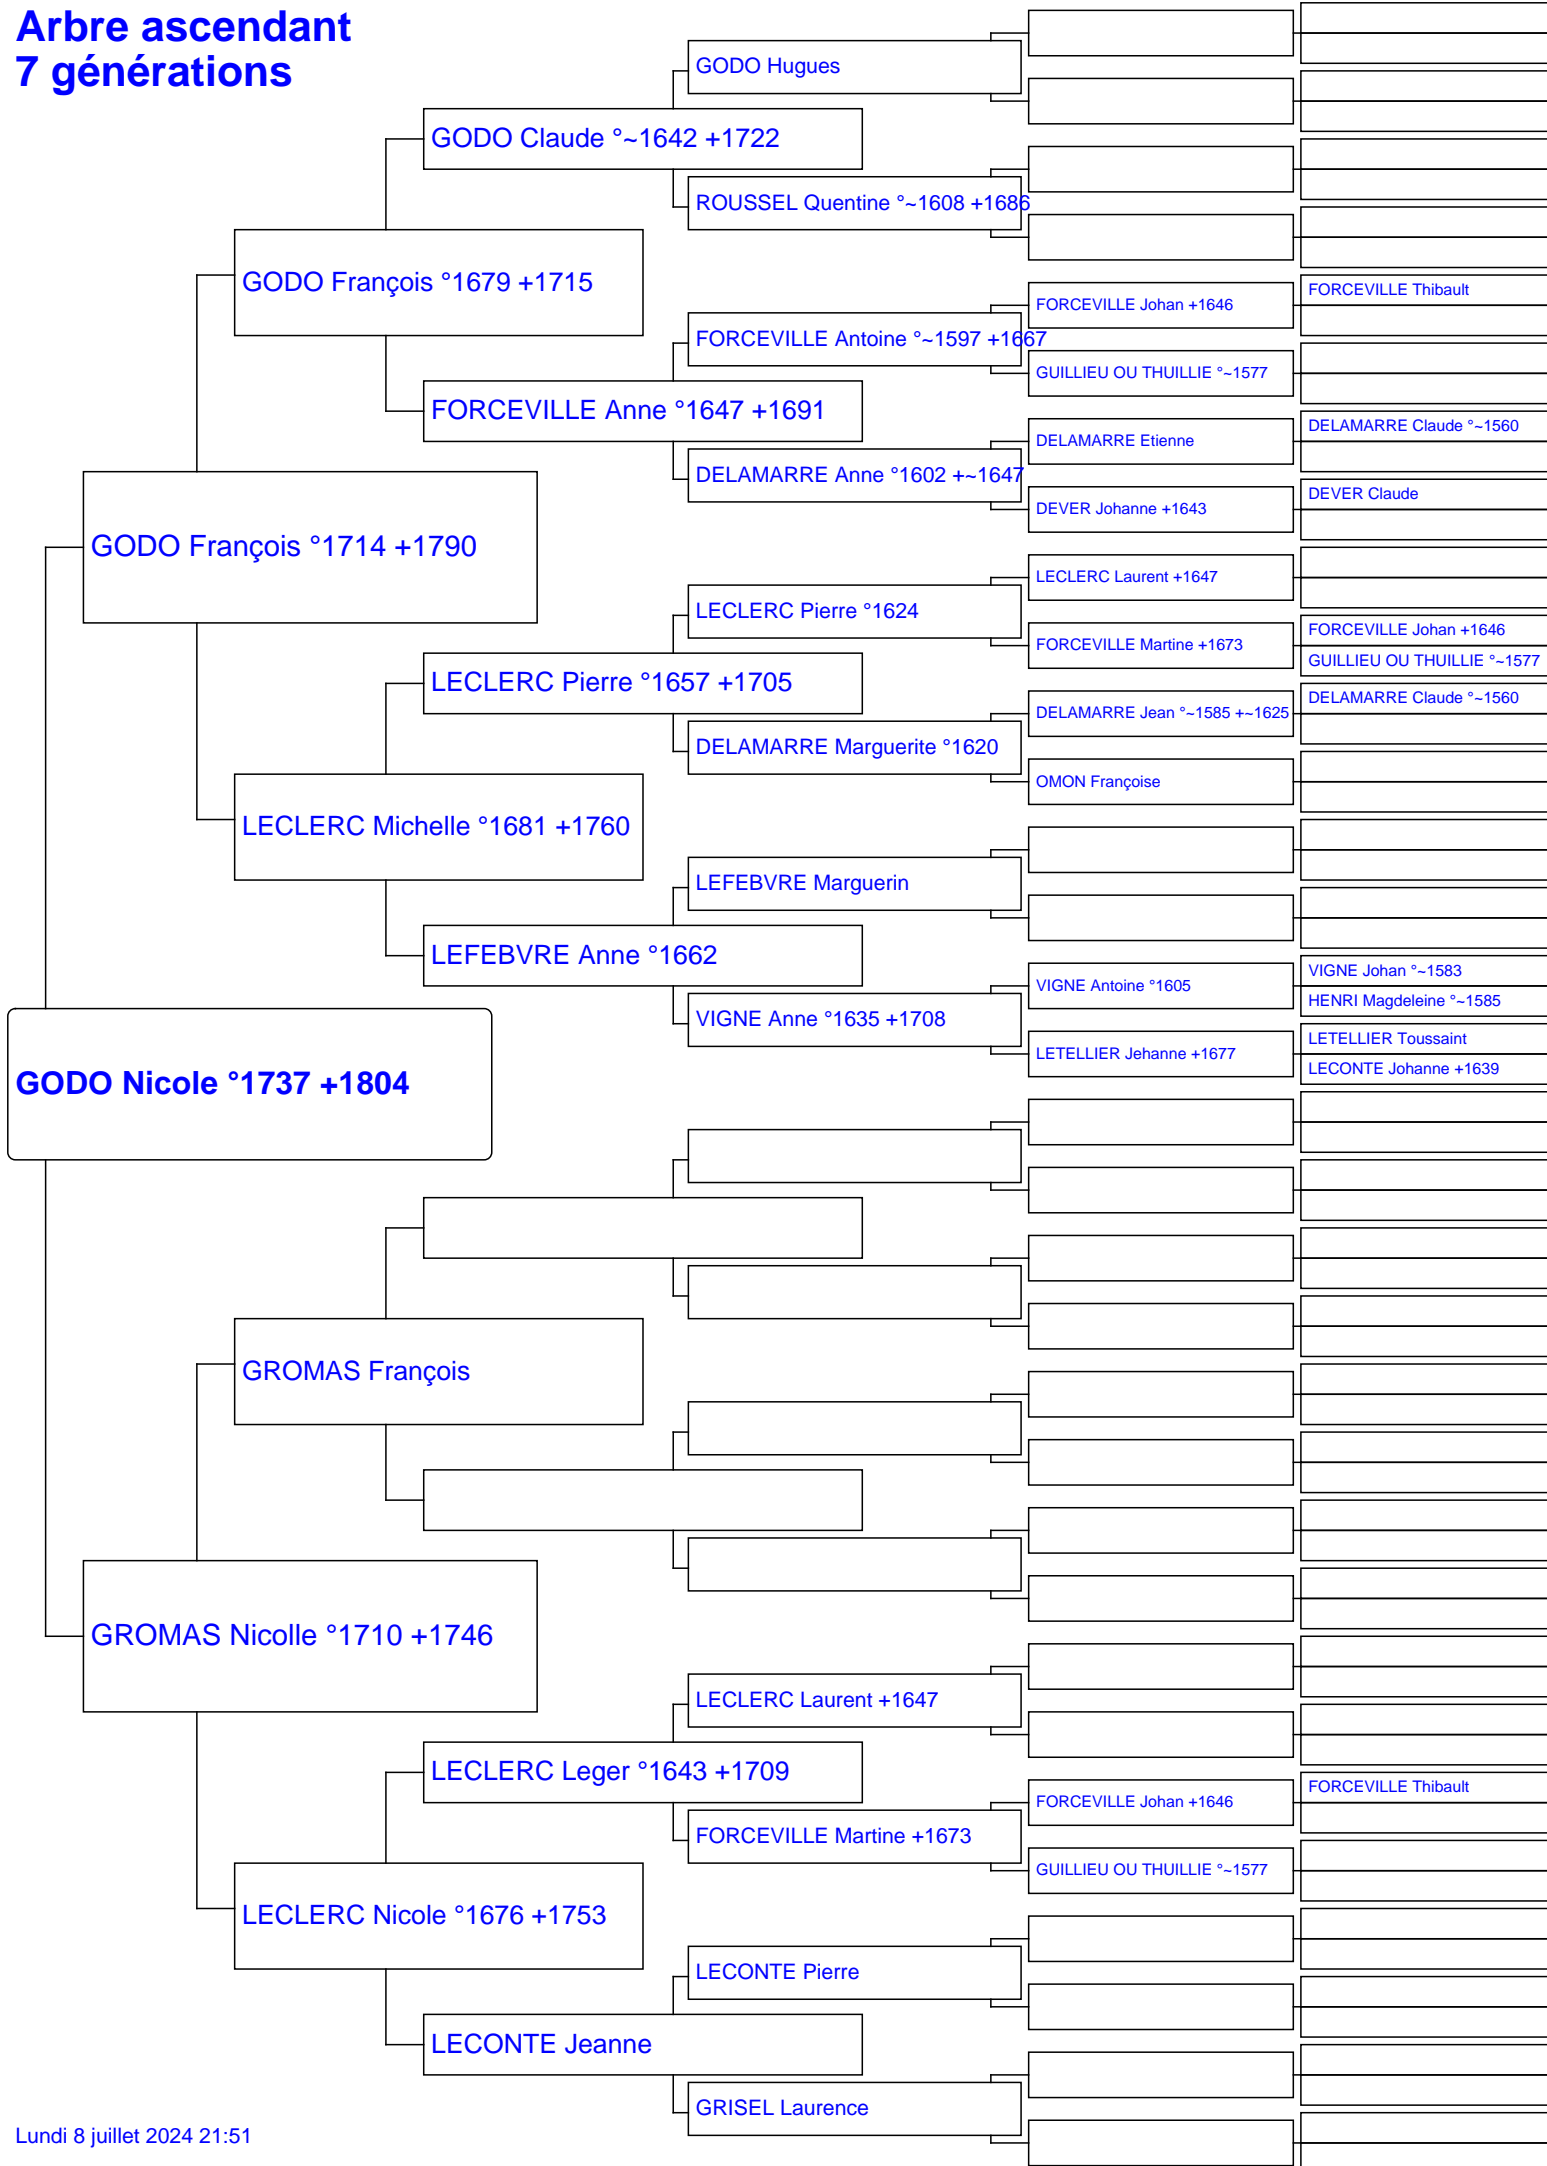 Arbre ascendant
7 générations
GODO Hugues
GODO Claude °~1642 +1722
ROUSSEL Quentine °~1608 +1686
GODO François °1679 +1715
FORCEVILLE Thibault
FORCEVILLE Johan +1646
FORCEVILLE Antoine °~1597 +1667
GUILLIEU OU THUILLIE °~1577
FORCEVILLE Anne °1647 +1691
DELAMARRE Claude °~1560
DELAMARRE Etienne
DELAMARRE Anne °1602 +~1647
DEVER Claude
DEVER Johanne +1643
GODO François °1714 +1790
LECLERC Laurent +1647
LECLERC Pierre °1624
FORCEVILLE Johan +1646
FORCEVILLE Martine +1673
GUILLIEU OU THUILLIE °~1577
LECLERC Pierre °1657 +1705
DELAMARRE Claude °~1560
DELAMARRE Jean °~1585 +~1625
DELAMARRE Marguerite °1620
OMON Françoise
LECLERC Michelle °1681 +1760
LEFEBVRE Marguerin
LEFEBVRE Anne °1662
VIGNE Johan °~1583
VIGNE Antoine °1605
HENRI Magdeleine °~1585
VIGNE Anne °1635 +1708
LETELLIER Toussaint
LETELLIER Jehanne +1677
LECONTE Johanne +1639
GODO Nicole °1737 +1804
GROMAS François
GROMAS Nicolle °1710 +1746
LECLERC Laurent +1647
LECLERC Leger °1643 +1709
FORCEVILLE Thibault
FORCEVILLE Johan +1646
FORCEVILLE Martine +1673
GUILLIEU OU THUILLIE °~1577
LECLERC Nicole °1676 +1753
LECONTE Pierre
LECONTE Jeanne
GRISEL Laurence
Lundi 8 juillet 2024 21:51